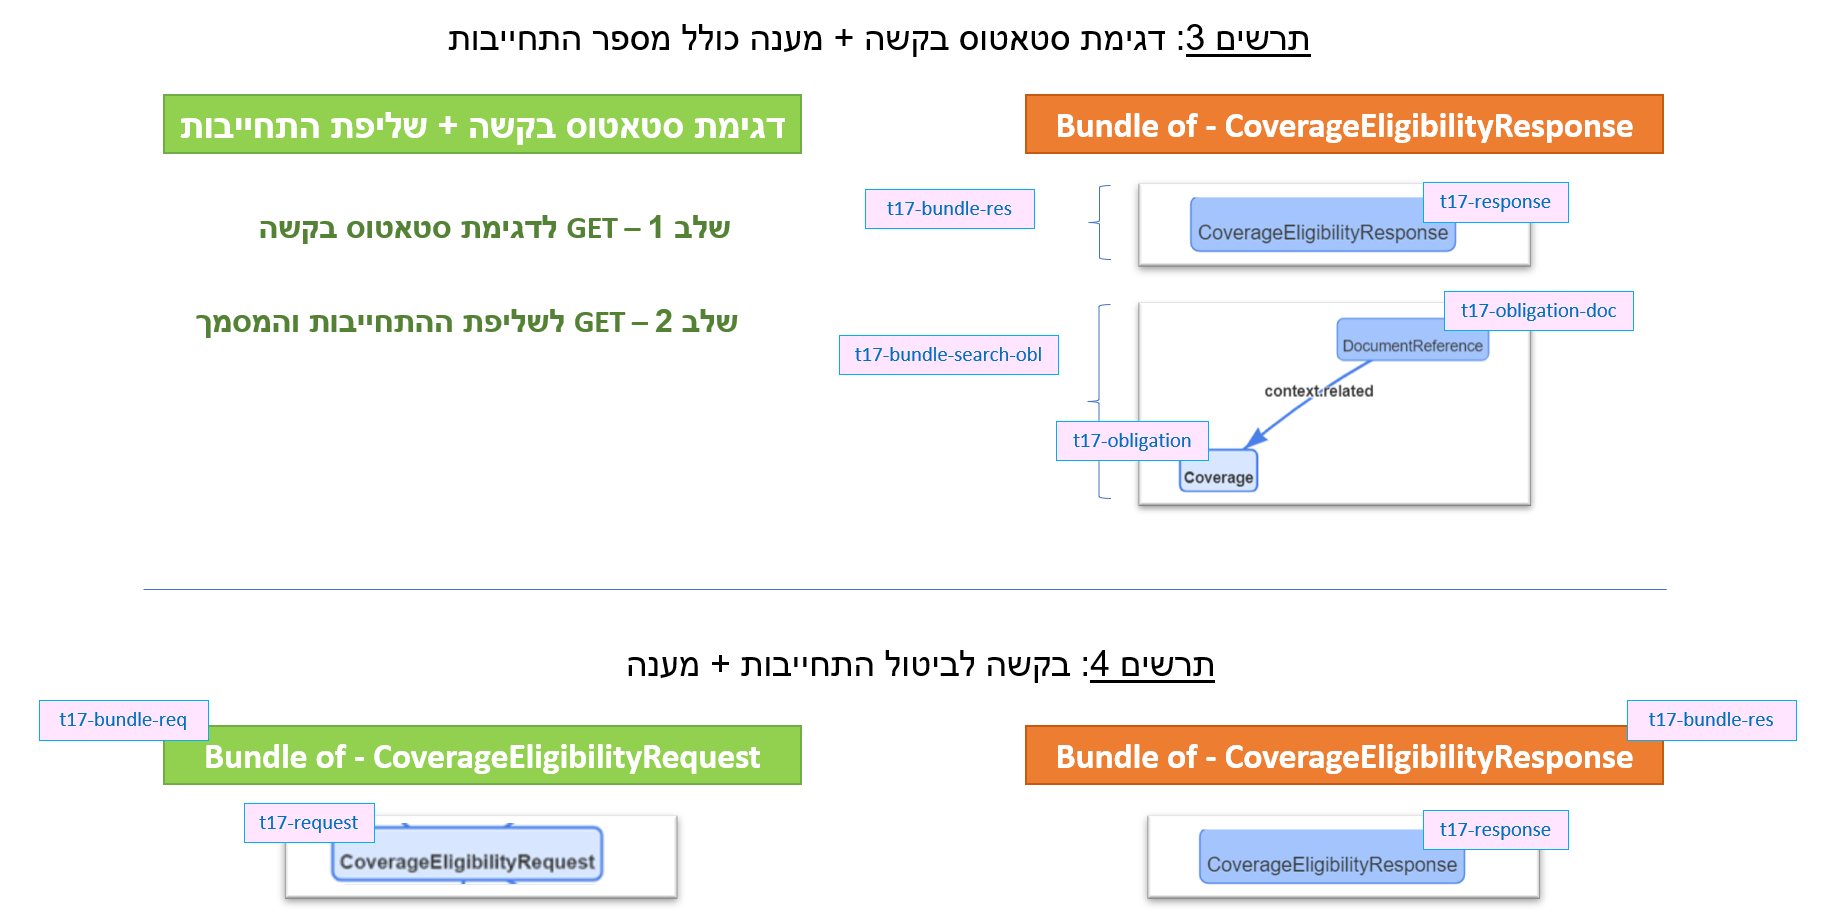 תרשים 3: דגימת סטאטוס בקשה + מענה כולל מספר התחייבות
דגימת סטאטוס בקשה + שליפת התחייבות
Bundle of - CoverageEligibilityResponse
שלב 1 – GET לדגימת סטאטוס בקשה
שלב 2 – GET לשליפת ההתחייבות והמסמך
t17-bundle-res
t17-response
CoverageEligibilityResponse
t17-bundle-search-obl
t17-obligation-doc
DocumentReference
context.related
t17-obligation
Coverage
תרשים 4: בקשה לביטול התחייבות + מענה
t17-bundle-req
Bundle of - CoverageEligibilityRequest
t17-request
CoverageEligibilityRequest
t17-bundle-res
Bundle of - CoverageEligibilityResponse
t17-response
CoverageEligibilityResponse